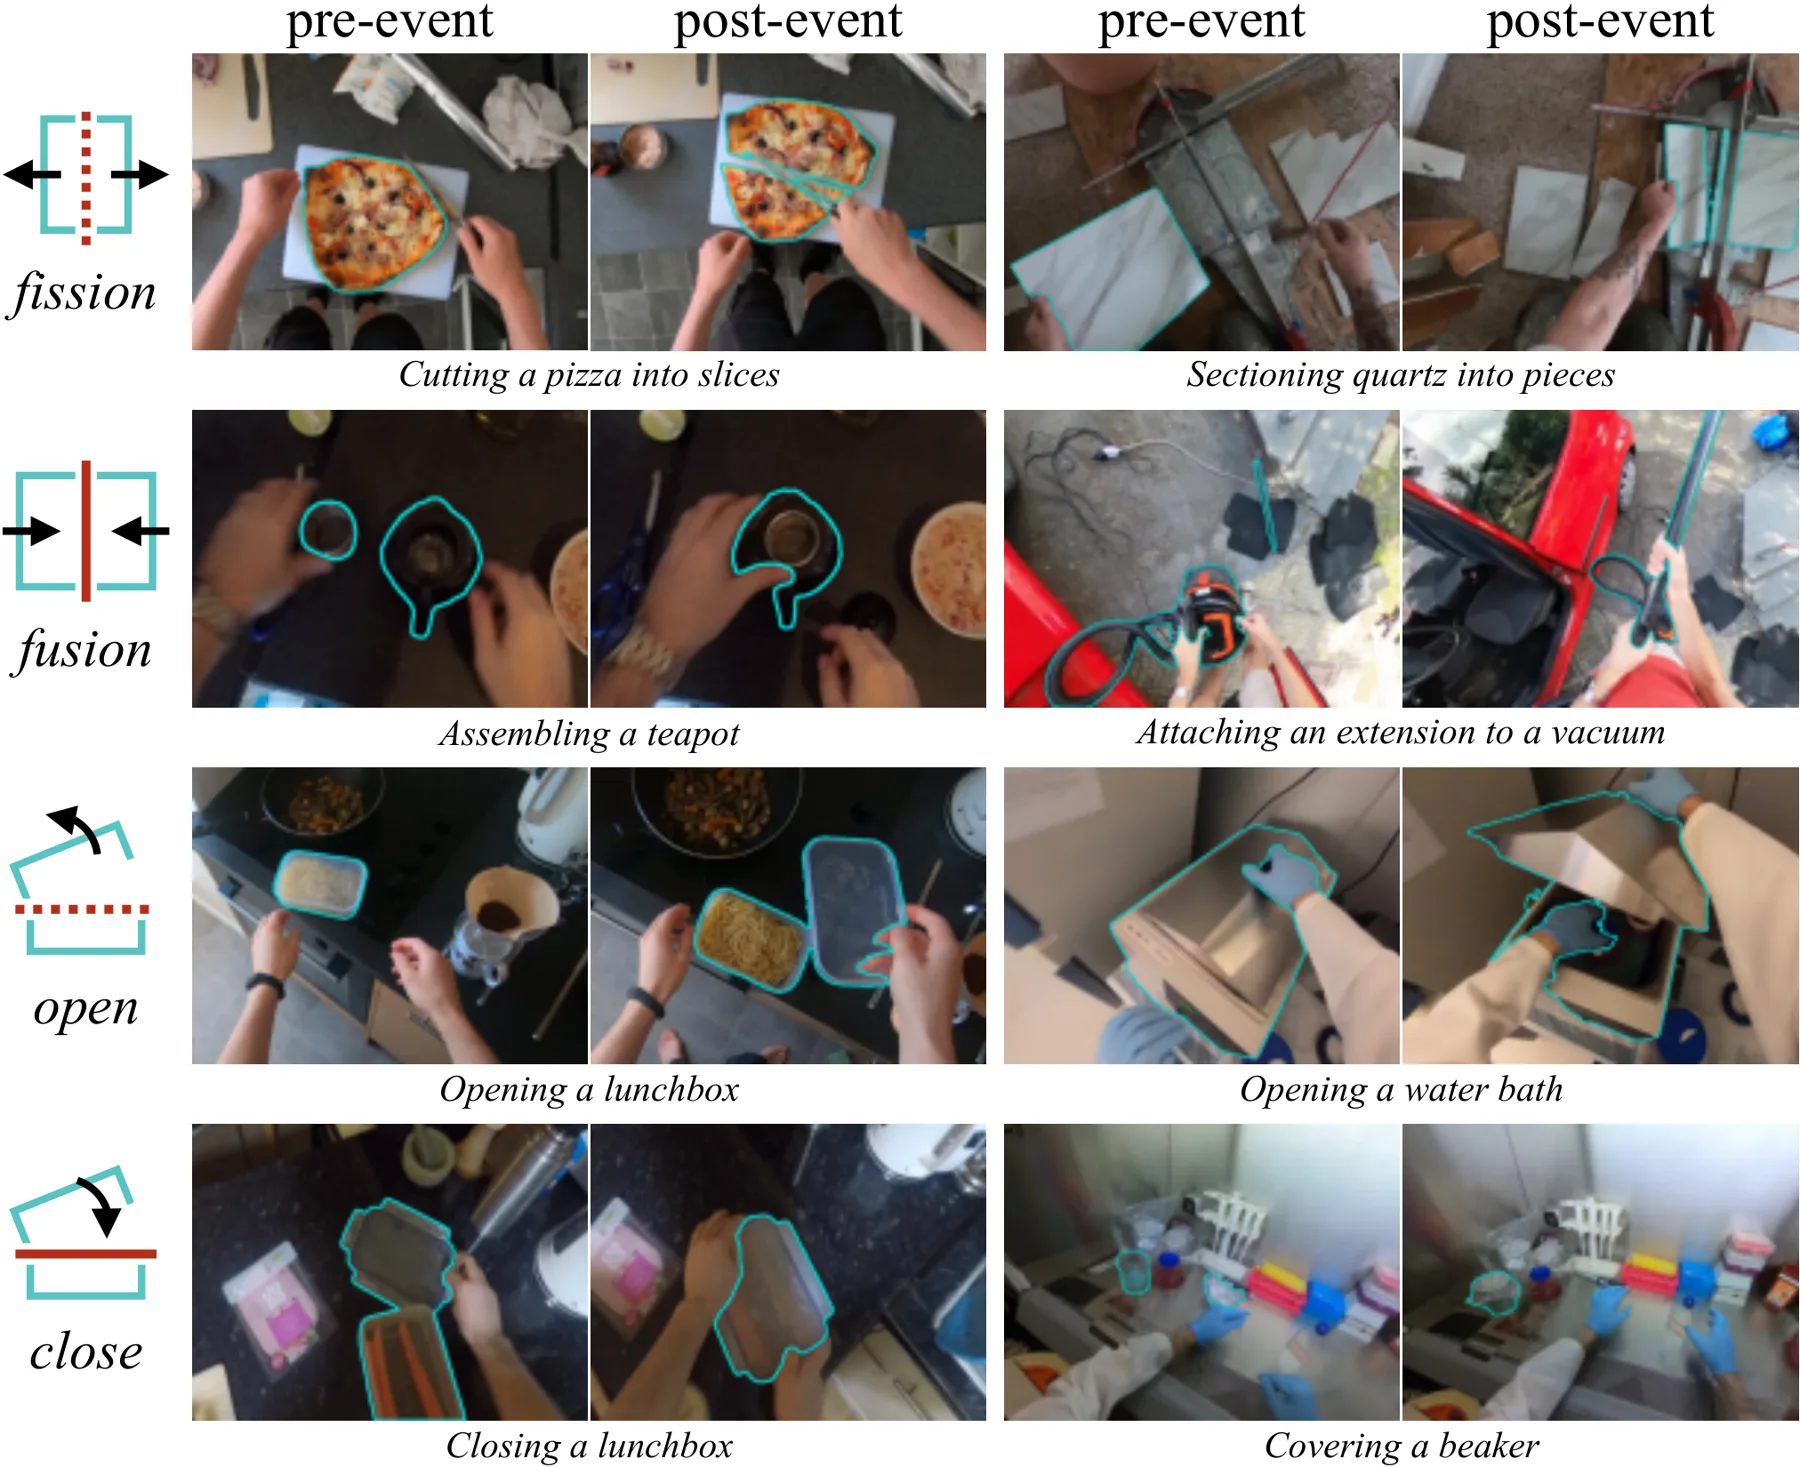 pre-event post-event pre-event post-event
fission
Cutting a pizza into slices Sectioning quartz into pieces
fusion
Assembling a teapot Attaching an extension to a vacuum
open
Opening a lunchbox Opening a water bath
close
Closing a lunchbox Covering a beaker